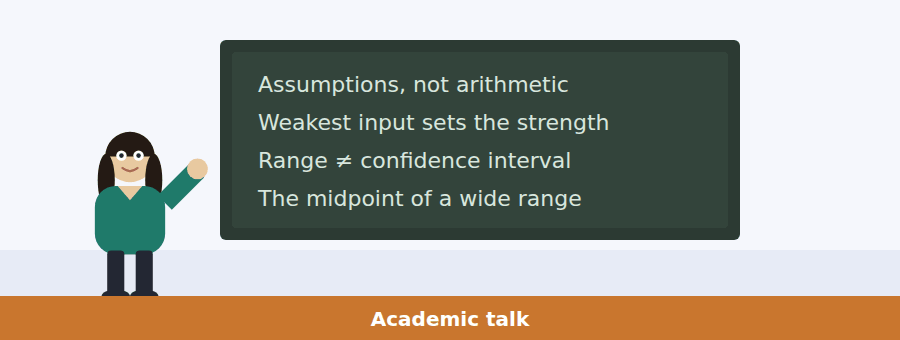 Assumptions, not arithmetic
Weakest input sets the strength
Range ≠ confidence interval
The midpoint of a wide range
Academic talk